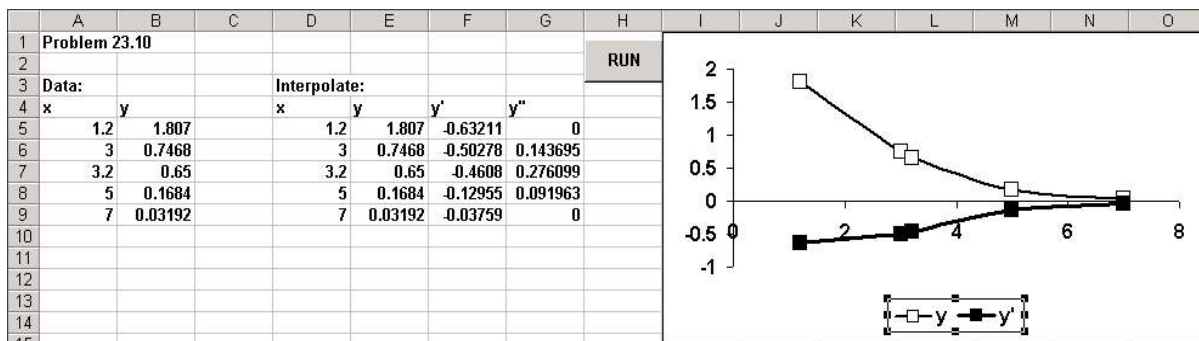 A B C D E F G H I J K L M N O
1 Problem 23.10
2 RUN
3 Data: Interpolate:
4 x y x y y' y"
5 1.2 1.807 1.2 1.807 -0.63211 0
6 3 0.7468 3 0.7468 -0.50278 0.143695
7 3.2 0.65 3.2 0.65 -0.4608 0.276099
8 5 0.1684 5 0.1684 -0.12955 0.091963
9 7 0.03192 7 0.03192 -0.03759 0
10
11
12
13
14
2
1.5
1
0.5
0
-0.5 0 2 4 6 8
-1
y y'